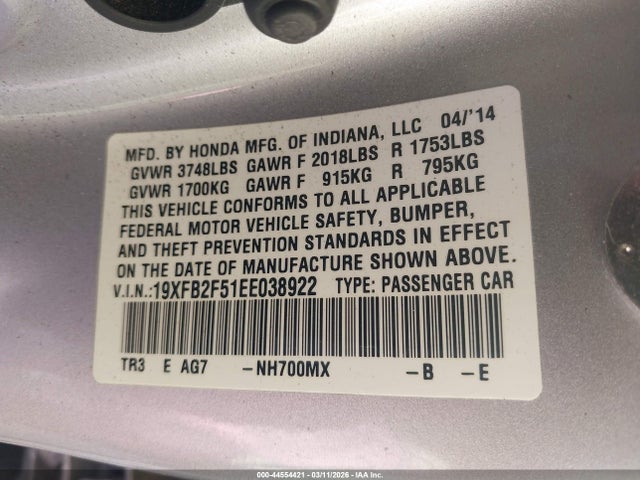 MFD. BY HONDA MFG. OF INDIANA, LLC 04/'14
GVWR 3748LBS GAWR F 2018LBS R 1753LBS
GVWR 1700KG GAWR F 915KG R 795KG
THIS VEHICLE CONFORMS TO ALL APPLICABLE
FEDERAL MOTOR VEHICLE SAFETY, BUMPER,
AND THEFT PREVENTION STANDARDS IN EFFECT
ON THE DATE OF MANUFACTURE SHOWN ABOVE.
V.I.N.:19XFB2F51EE038922 TYPE: PASSENGER CAR
TR3 E AG7 -NH700MX -B -E
000-44554421 - 03/11/2026 - IAA Inc.